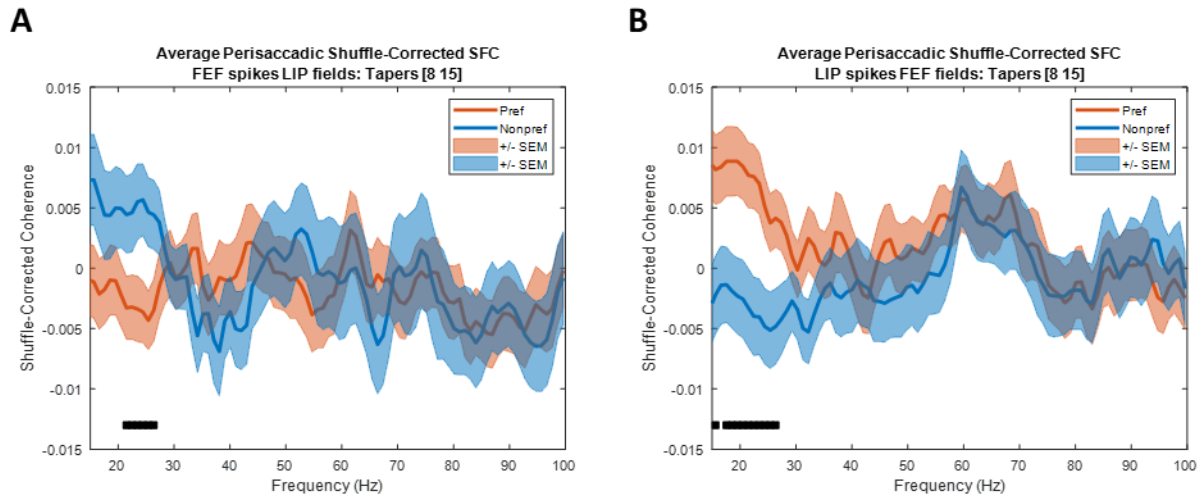 A
Average Perisaccadic Shuffle-Corrected SFC
FEF spikes LIP fields: Tapers [8 15]
0.015
0.01
0.005
0
-0.005
-0.01
-0.015
Shuffle-Corrected Coherence
Pref
Nonpref
+/- SEM
+/- SEM
20 30 40 50 60 70 80 90 100
Frequency (Hz)
B
Average Perisaccadic Shuffle-Corrected SFC
LIP spikes FEF fields: Tapers [8 15]
0.015
0.01
0.005
0
-0.005
-0.01
-0.015
Shuffle-Corrected Coherence
Pref
Nonpref
+/- SEM
+/- SEM
20 30 40 50 60 70 80 90 100
Frequency (Hz)